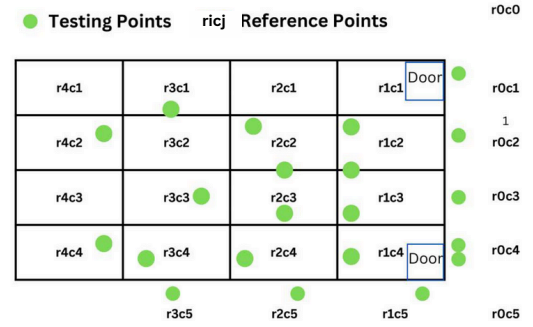 r0c0
Testing Points ricj Reference Points
r4c1 r3c1 r2c1 r1c1 Door r0c1
1
r4c2 r3c2 r2c2 r1c2 r0c2
r4c3 r3c3 r2c3 r1c3 r0c3
r4c4 r3c4 r2c4 r1c4 Door r0c4
r3c5 r2c5 r1c5 r0c5